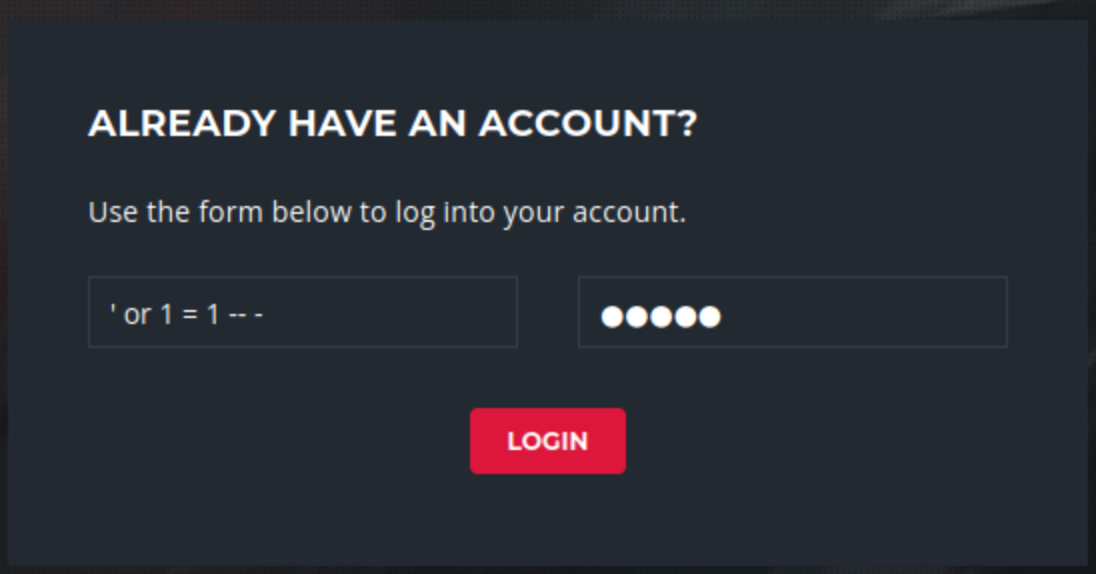 ALREADY HAVE AN ACCOUNT?
Use the form below to log into your account.
' or 1 = 1 -- -
●●●●●
LOGIN